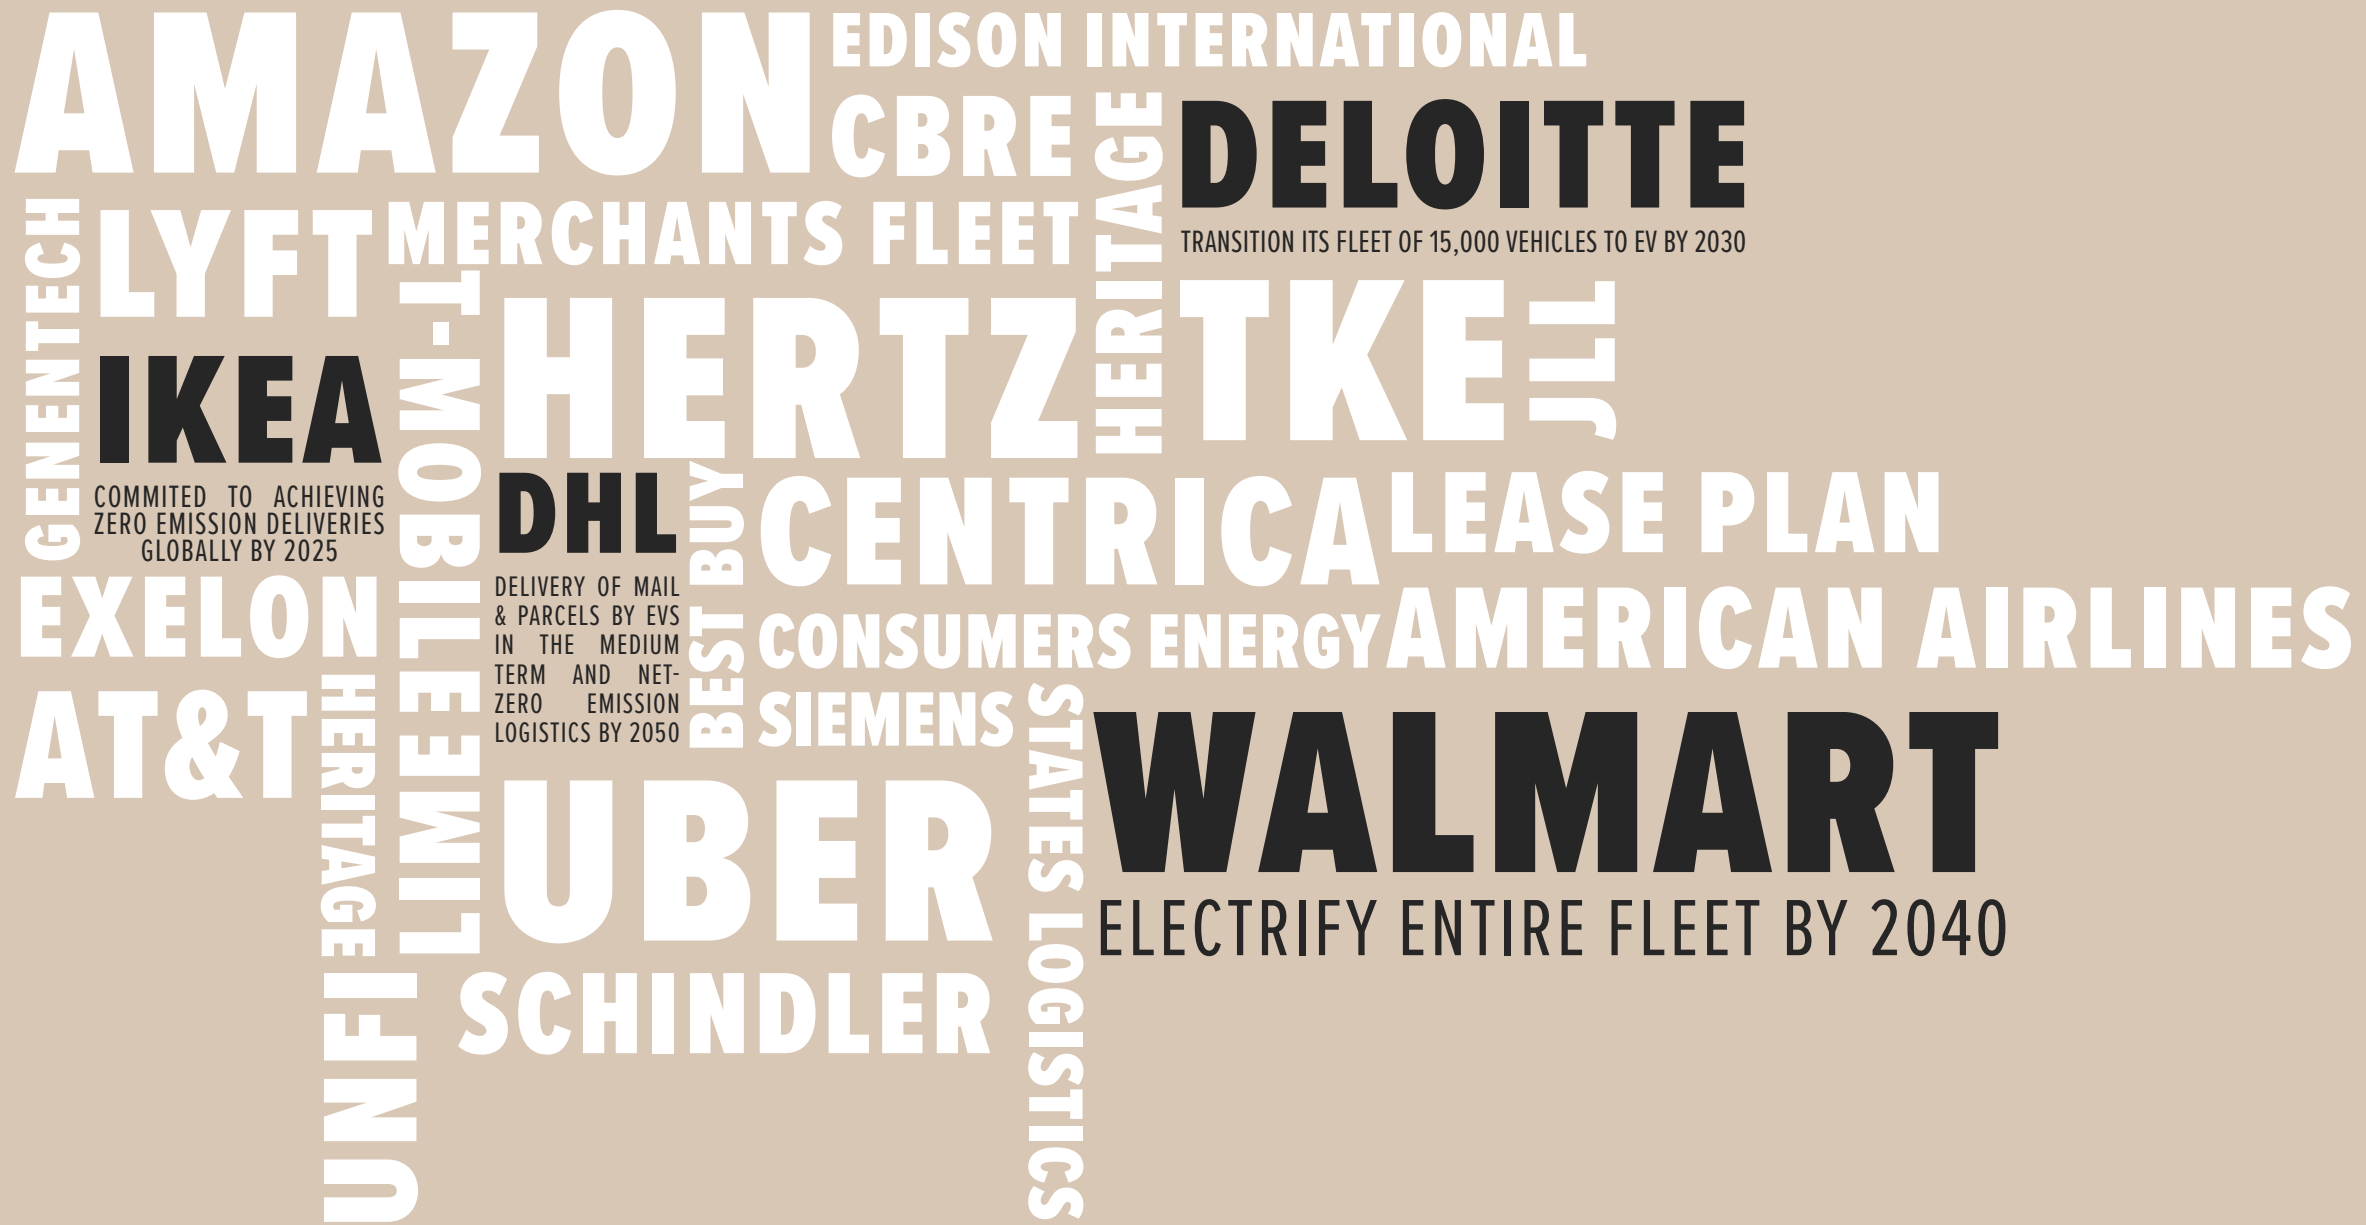 AMAZON
EDISON INTERNATIONAL
CBRE
HERITAGE
DELOITTE
TRANSITION ITS FLEET OF 15,000 VEHICLES TO EV BY 2030
GENENTECH
LYFT
MERCHANTS FLEET
T-MOBILE
HERTZ
TKE
JLL
IKEA
COMMITED TO ACHIEVING
ZERO EMISSION DELIVERIES
GLOBALLY BY 2025
DHL
DELIVERY OF MAIL
& PARCELS BY EVS
IN THE MEDIUM
TERM AND NET-
ZERO EMISSION
LOGISTICS BY 2050
BEST BUY
CENTRICA
LEASE PLAN
EXELON
CONSUMERS ENERGY
AMERICAN AIRLINES
AT&T
HERITAGE
LIME
SIEMENS
STATES LOGISTICS
WALMART
ELECTRIFY ENTIRE FLEET BY 2040
UBER
UNFI
SCHINDLER